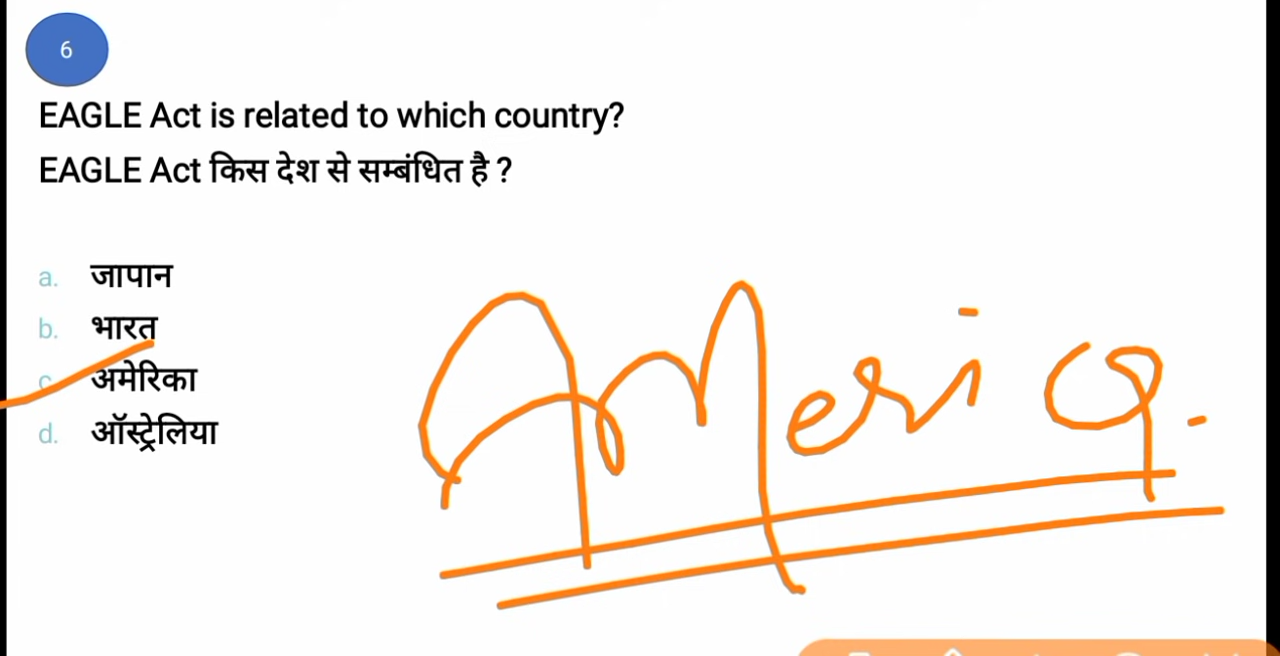 6
EAGLE Act is related to which country?
EAGLE Act किस देश से सम्बंधित है ?
a. जापान
b. भारत
c. अमेरिका
d. ऑस्ट्रेलिया
America.